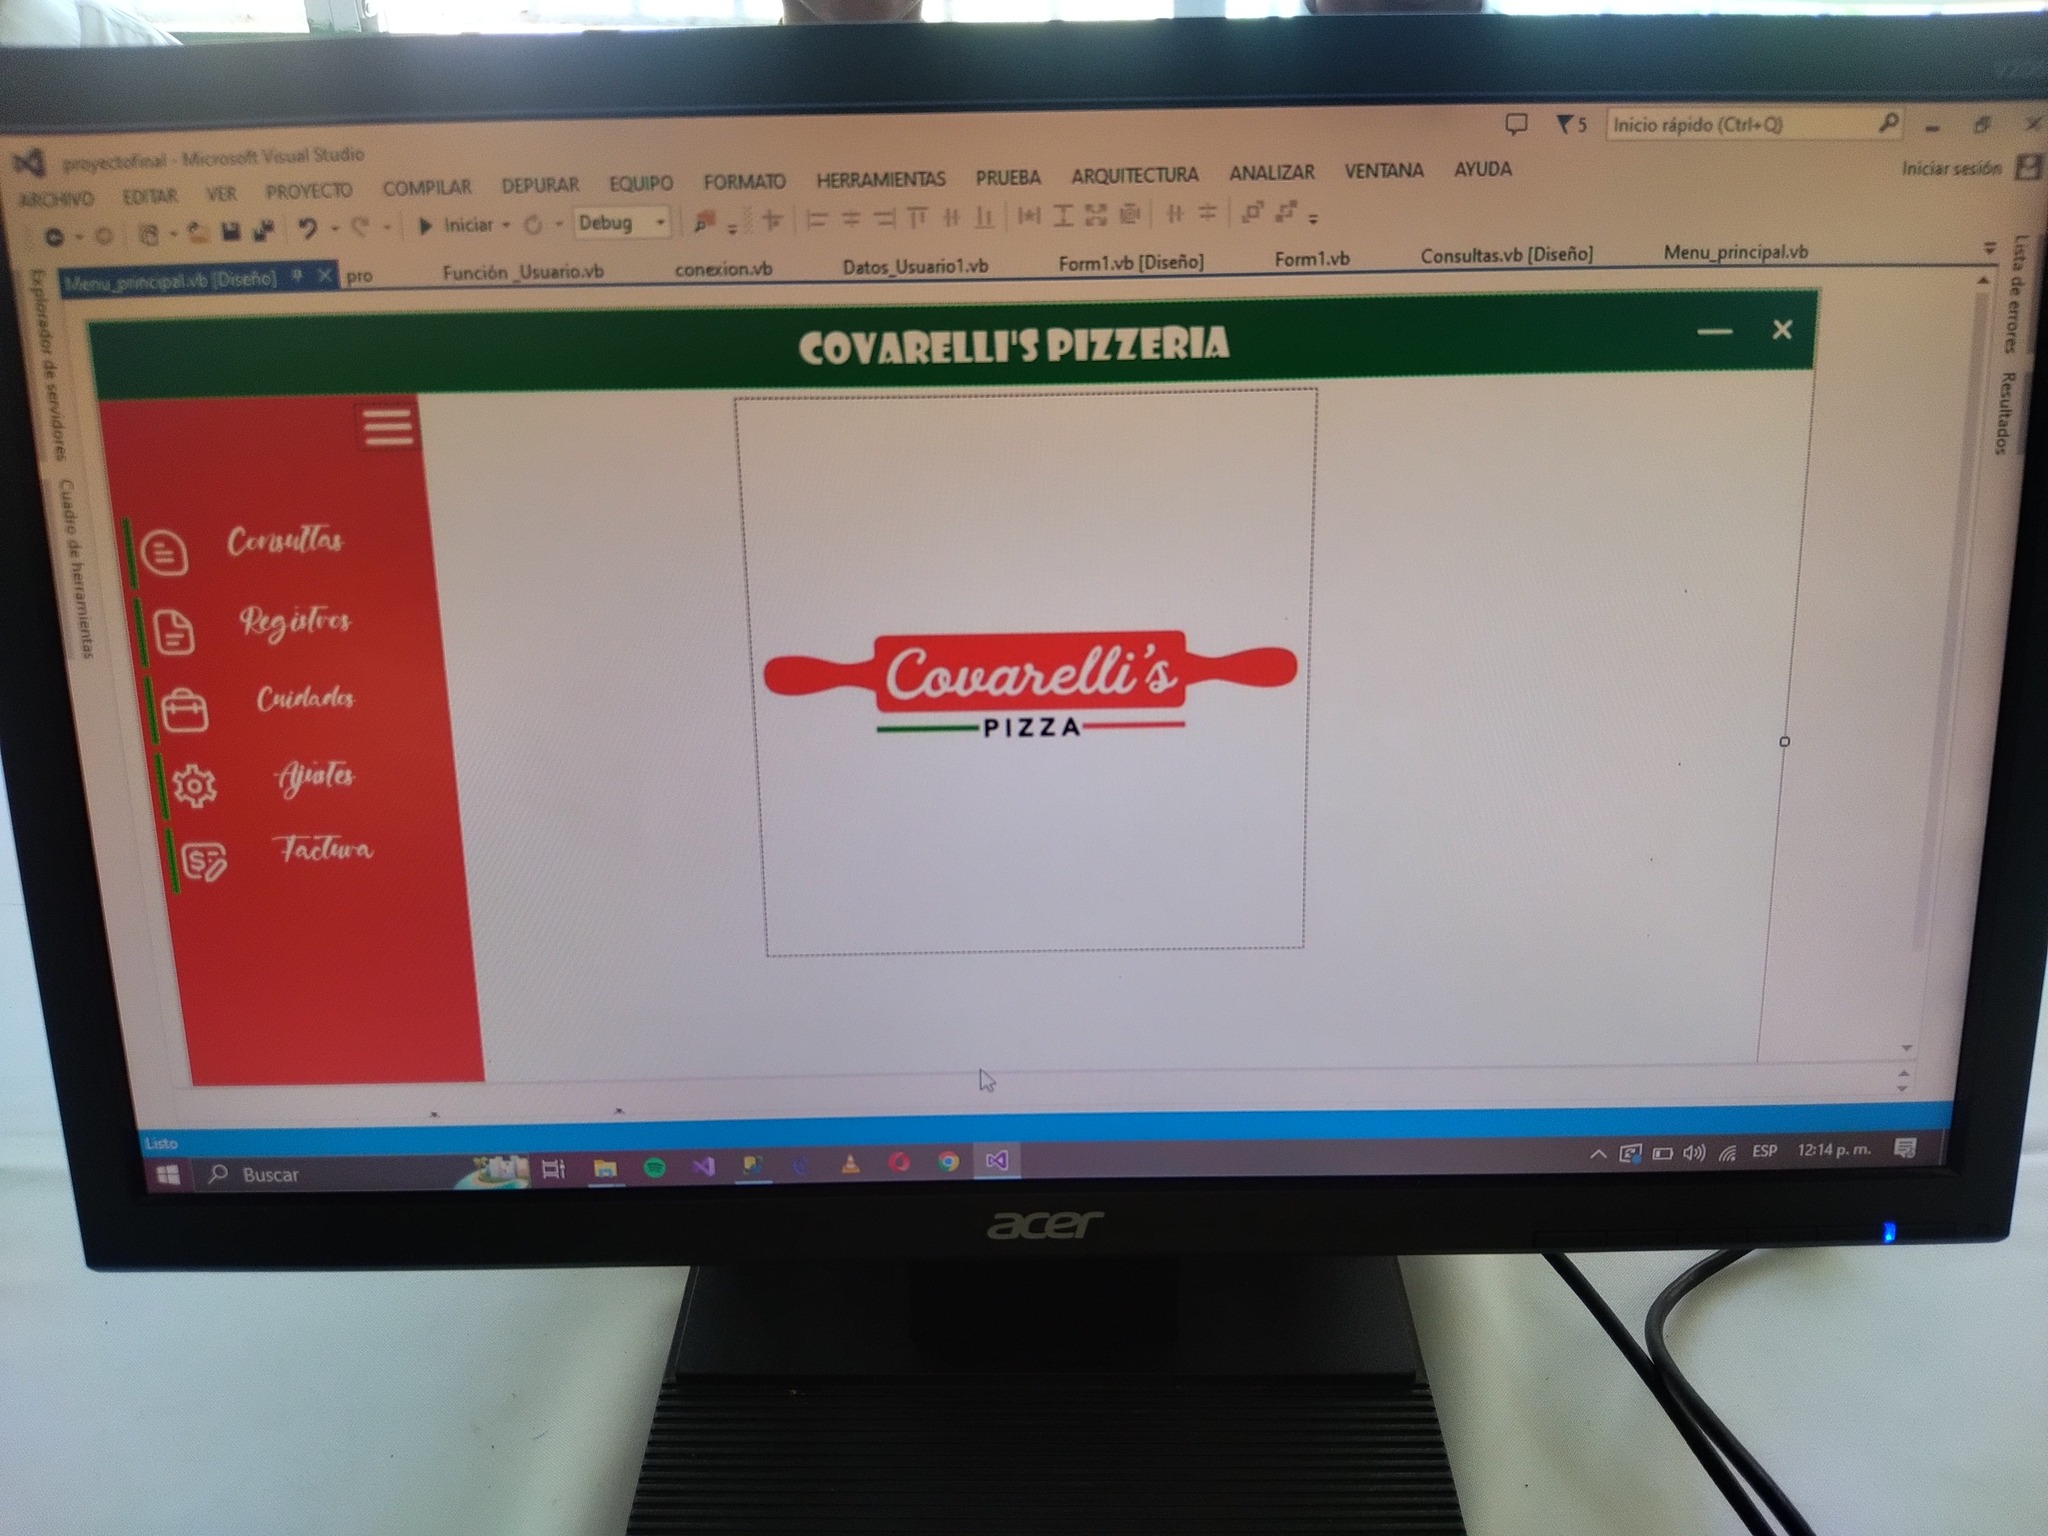 5 Inicio rápido (Ctrl+Q)
proyectofinal - Microsoft Visual Studio
Iniciar sesión
ARCHIVO EDITAR VER PROYECTO COMPILAR DEPURAR EQUIPO FORMATO HERRAMIENTAS PRUEBA ARQUITECTURA ANALIZAR VENTANA AYUDA
Iniciar Debug
Menu_principal.vb [Diseño] pro Función _Usuario.vb conexion.vb Datos_Usuario1.vb Form1.vb [Diseño] Form1.vb Consultas.vb [Diseño] Menu_principal.vb
Explorador de servidores
Cuadro de herramientas
Lista de errores
Resultados
COVARELLI'S PIZZERIA
Consultas
Registros
Cuidados
Ajustes
Factura
Covarelli's
PIZZA
Listo
Buscar
ESP 12:14 p. m.
acer